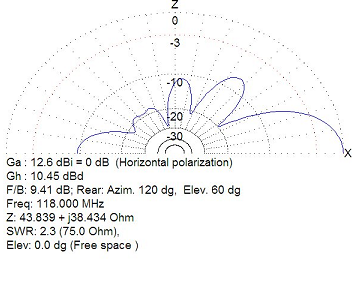 Z
0
-3
-10
-20
-30
X
Ga : 12.6 dBi = 0 dB (Horizontal polarization)
Gh : 10.45 dBd
F/B: 9.41 dB; Rear: Azim. 120 dg, Elev. 60 dg
Freq: 118.000 MHz
Z: 43.839 + j38.434 Ohm
SWR: 2.3 (75.0 Ohm),
Elev: 0.0 dg (Free space )